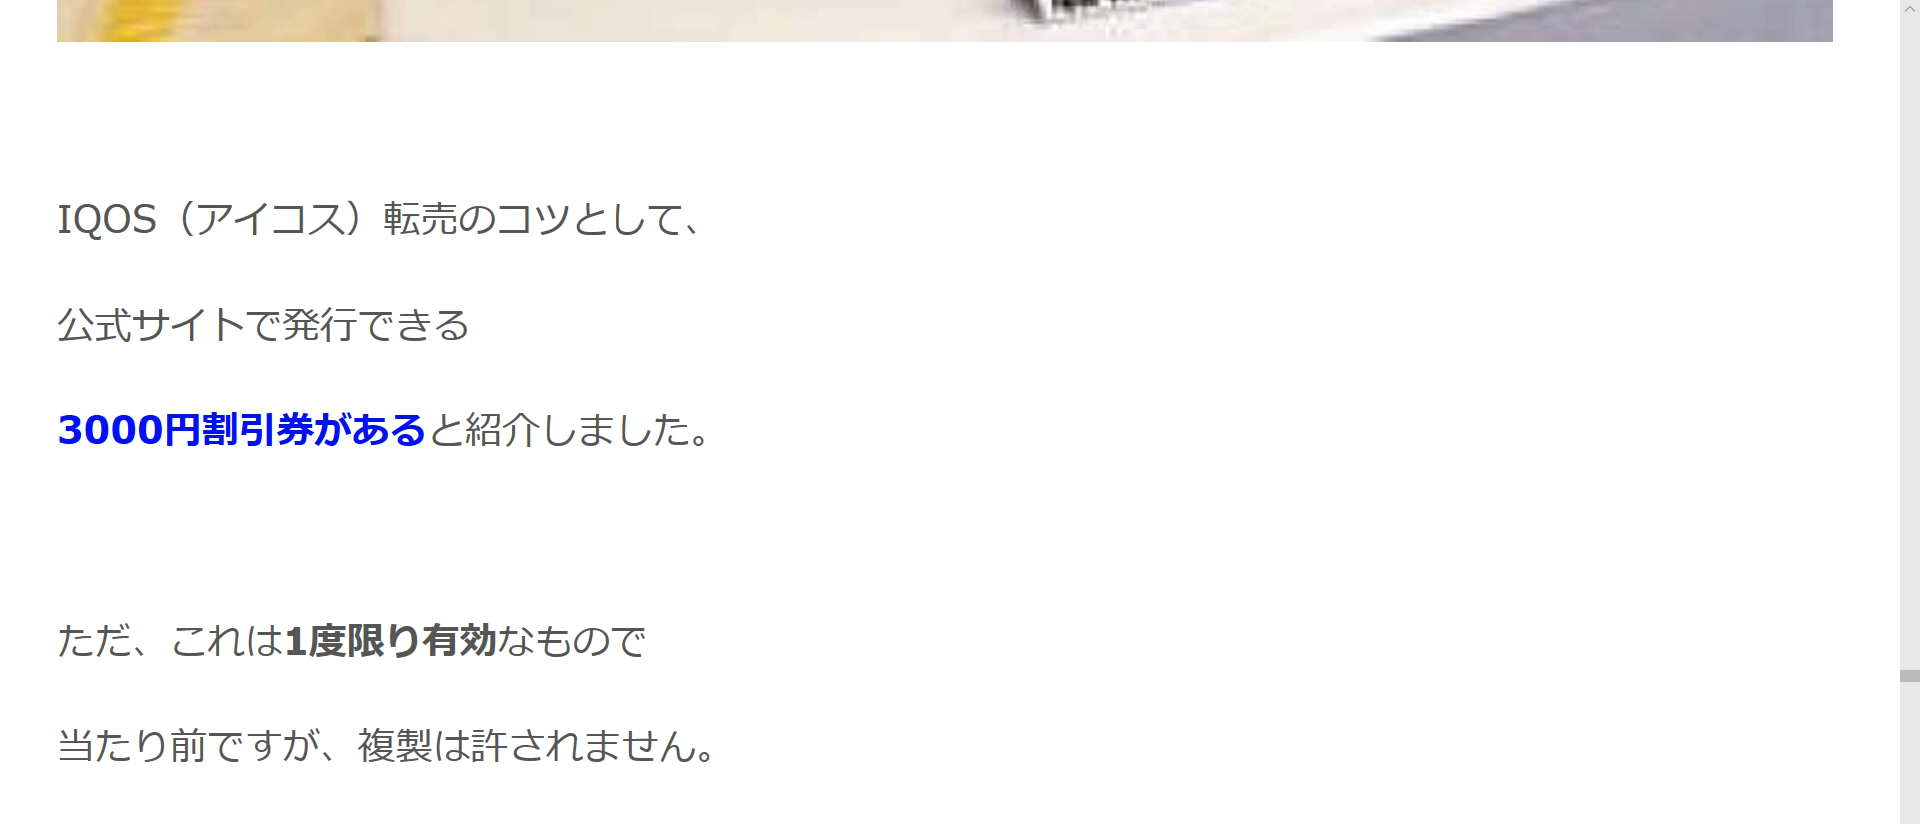 IQOS（アイコス）転売のコツとして、
公式サイトで発行できる
3000円割引券があると紹介しました。
ただ、これは1度限り有効なもので
当たり前ですが、複製は許されません。